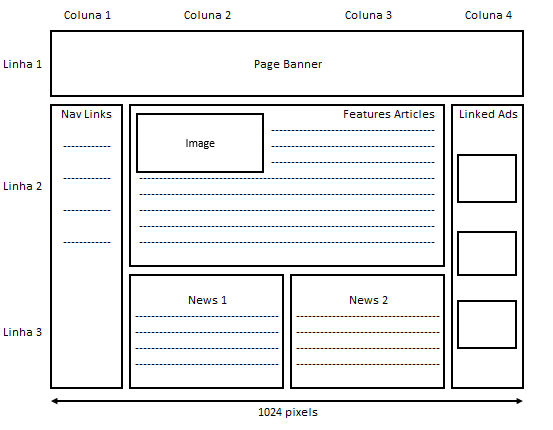 Coluna 1 Coluna 2 Coluna 3 Coluna 4
Linha 1
Page Banner
Nav Links
Features Articles
Linked Ads
Image
Linha 2
News 1
News 2
Linha 3
1024 pixels